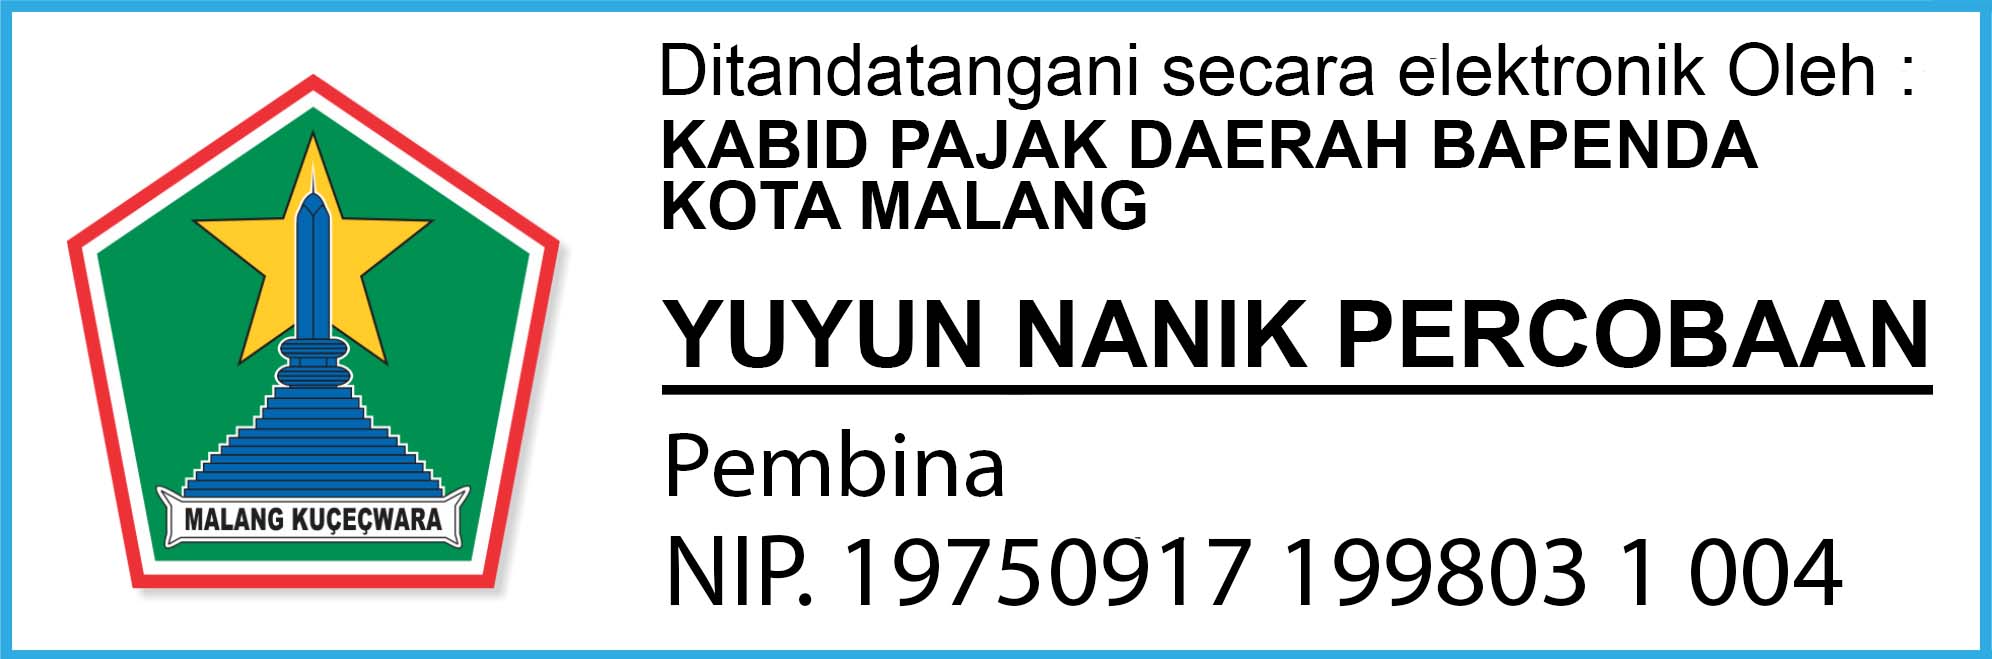 Ditandatangani secara elektronik Oleh :
KABID PAJAK DAERAH BAPENDA
KOTA MALANG
YUYUN NANIK PERCOBAAN
Pembina
NIP. 19750917 199803 1 004
MALANG KUÇEÇWARA